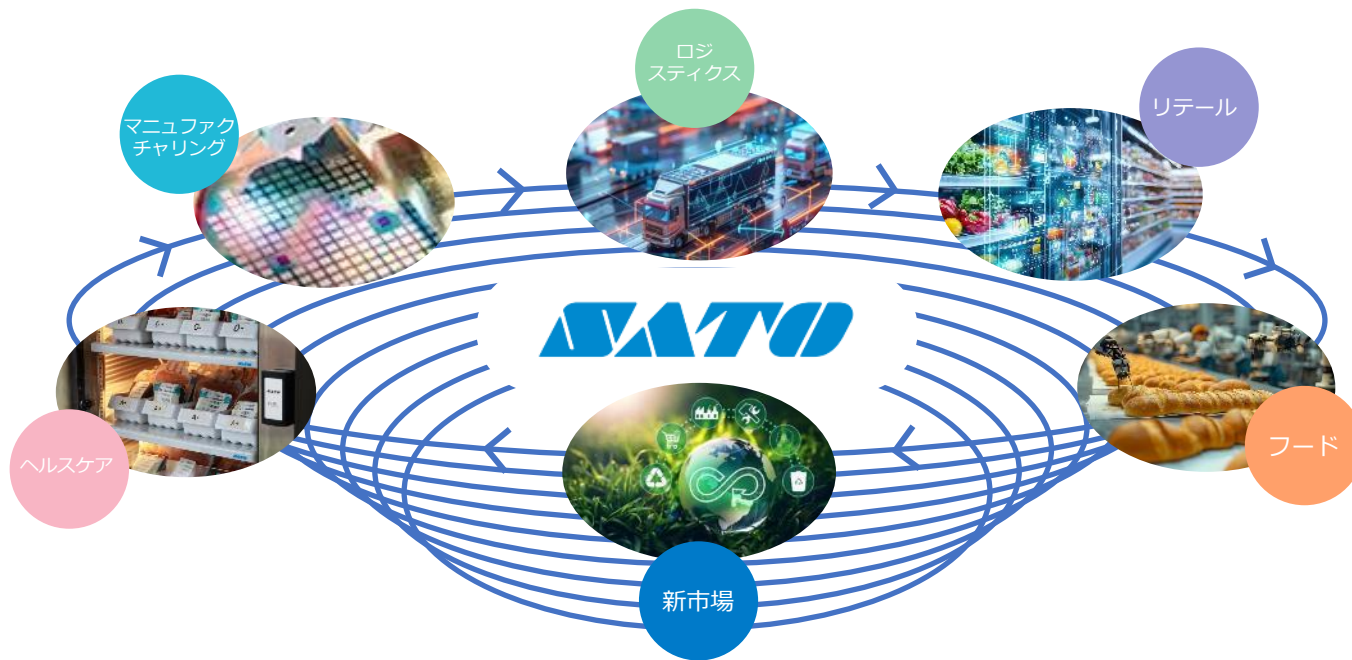 ロジ
スティクス
マニュファク
チャリング
リテール
SATO
ヘルスケア
フード
新市場